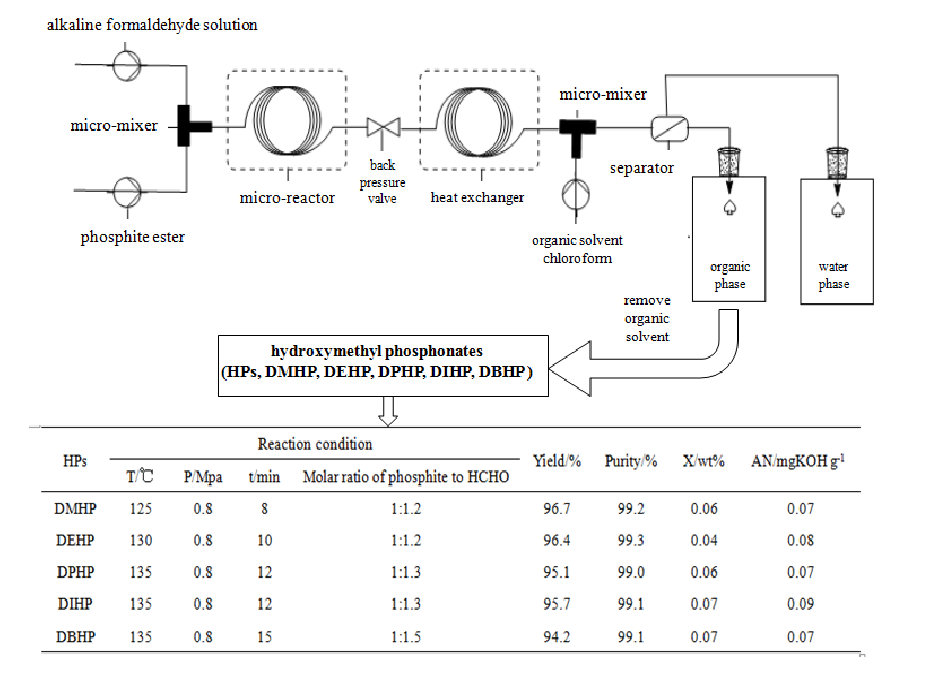 alkaline formaldehyde solution
micro-mixer
micro-mixer
back
pressure
valve
separator
micro-reactor
heat exchanger
phosphite ester
organic solvent
chloroform
organic
phase
water
phase
remove
organic
solvent
hydroxymethyl phosphonates
(HPs, DMHP, DEHP, DPHP, DIHP, DBHP)
HPs Reaction condition Yield/% Purity/% X/wt% AN/mgKOH g-1
T/℃ P/Mpa t/min Molar ratio of phosphite to HCHO
DMHP 125 0.8 8 1:1.2 96.7 99.2 0.06 0.07
DEHP 130 0.8 10 1:1.2 96.4 99.3 0.04 0.08
DPHP 135 0.8 12 1:1.3 95.1 99.0 0.06 0.07
DIHP 135 0.8 12 1:1.3 95.7 99.1 0.07 0.09
DBHP 135 0.8 15 1:1.5 94.2 99.1 0.07 0.07